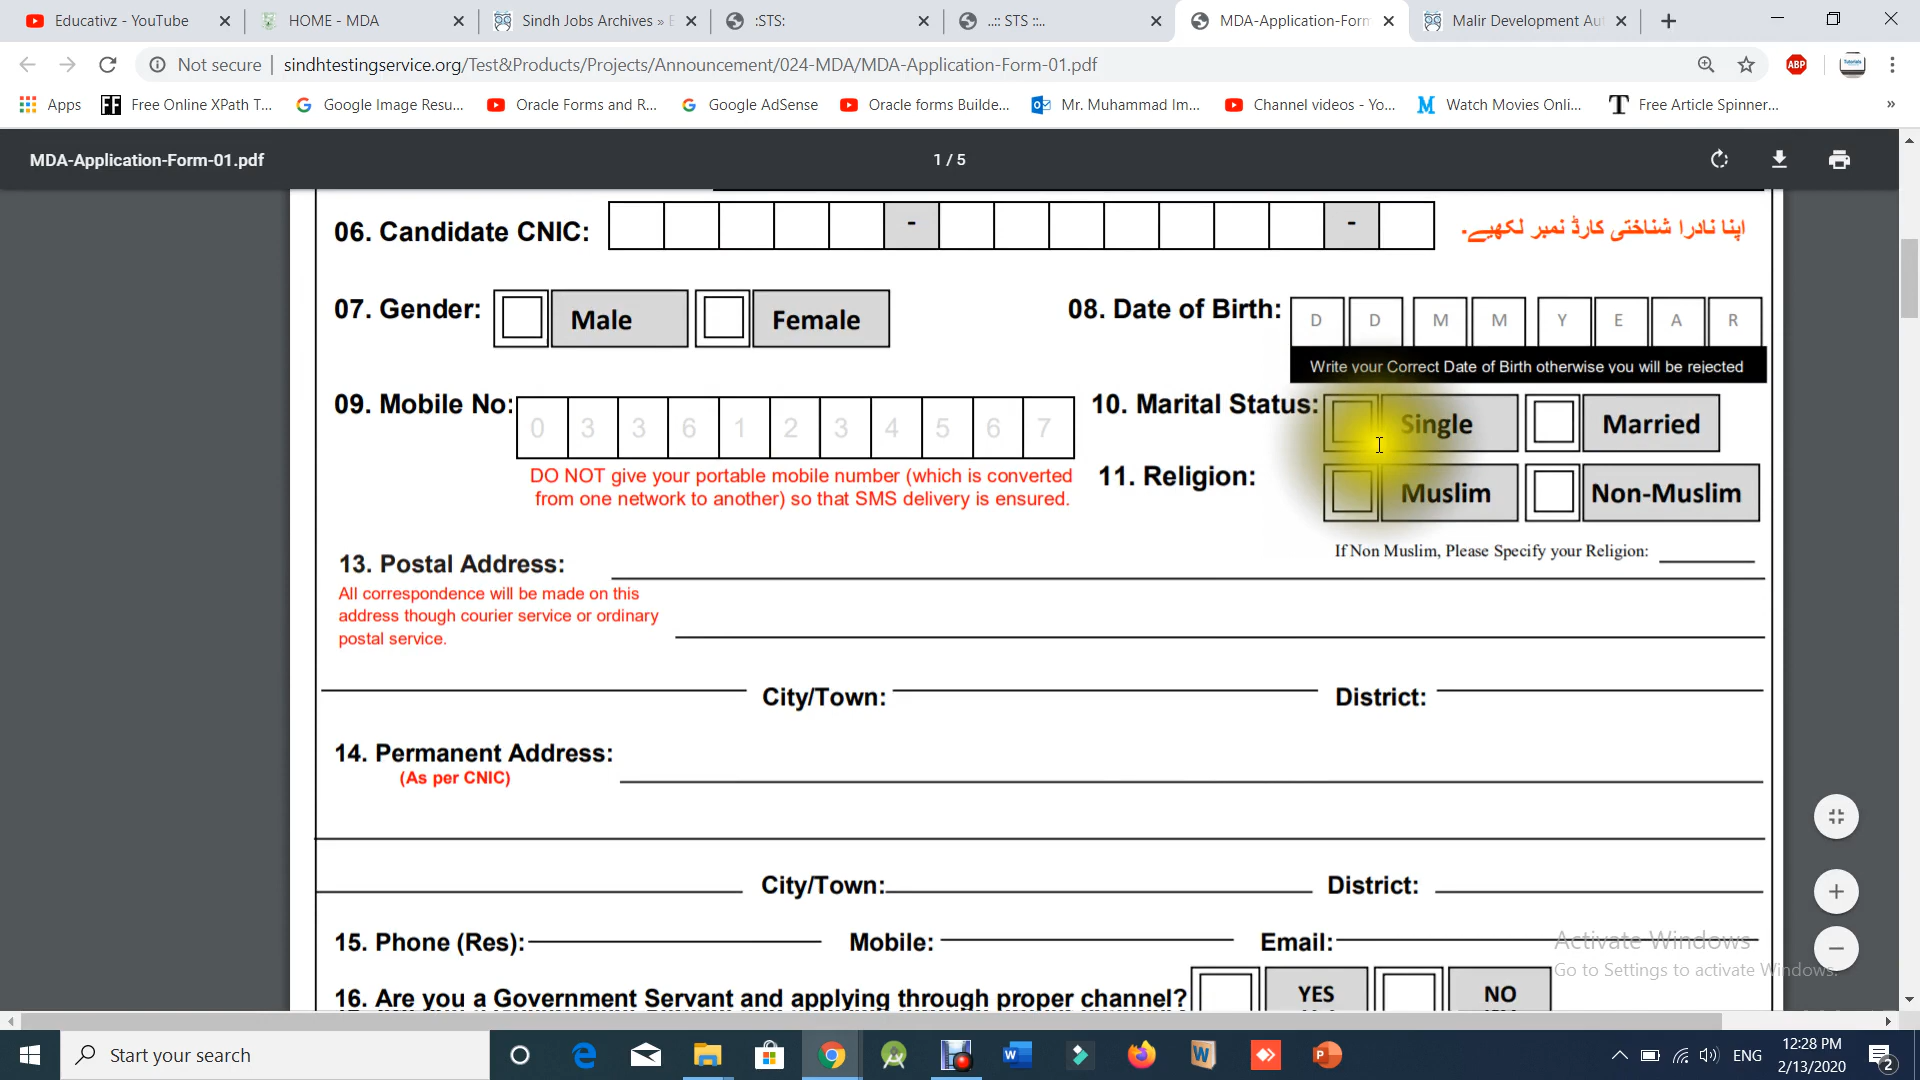 Educativz - YouTube
HOME - MDA
Sindh Jobs Archives »
:STS:
..:: STS ::..
MDA-Application-Form
Malir Development Au
Not secure
sindhtestingservice.org/Test&Products/Projects/Announcement/024-MDA/MDA-Application-Form-01.pdf
ABP
Apps
Free Online XPath T...
Google Image Resu...
Oracle Forms and R...
Google AdSense
Oracle forms Builde...
Mr. Muhammad Im...
Channel videos - Yo...
Watch Movies Onli...
Free Article Spinner...
»
MDA-Application-Form-01.pdf
1 / 5
06. Candidate CNIC: - -
اپنا نادرا شناختی کارڈ نمبر لکھیے.
07. Gender: Male Female
08. Date of Birth: D D M M Y E A R
Write your Correct Date of Birth otherwise you will be rejected
09. Mobile No: 0 3 3 6 1 2 3 4 5 6 7
10. Marital Status: Single Married
DO NOT give your portable mobile number (which is converted
from one network to another) so that SMS delivery is ensured.
11. Religion: Muslim Non-Muslim
If Non Muslim, Please Specify your Religion:
13. Postal Address:
All correspondence will be made on this
address though courier service or ordinary
postal service.
City/Town: District:
14. Permanent Address:
(As per CNIC)
City/Town: District:
15. Phone (Res): Mobile: Email:
Activate Windows
Go to Settings to activate Windows.
16. Are you a Government Servant and applying through proper channel? YES NO
Start your search
ENG
12:28 PM
2/13/2020
2